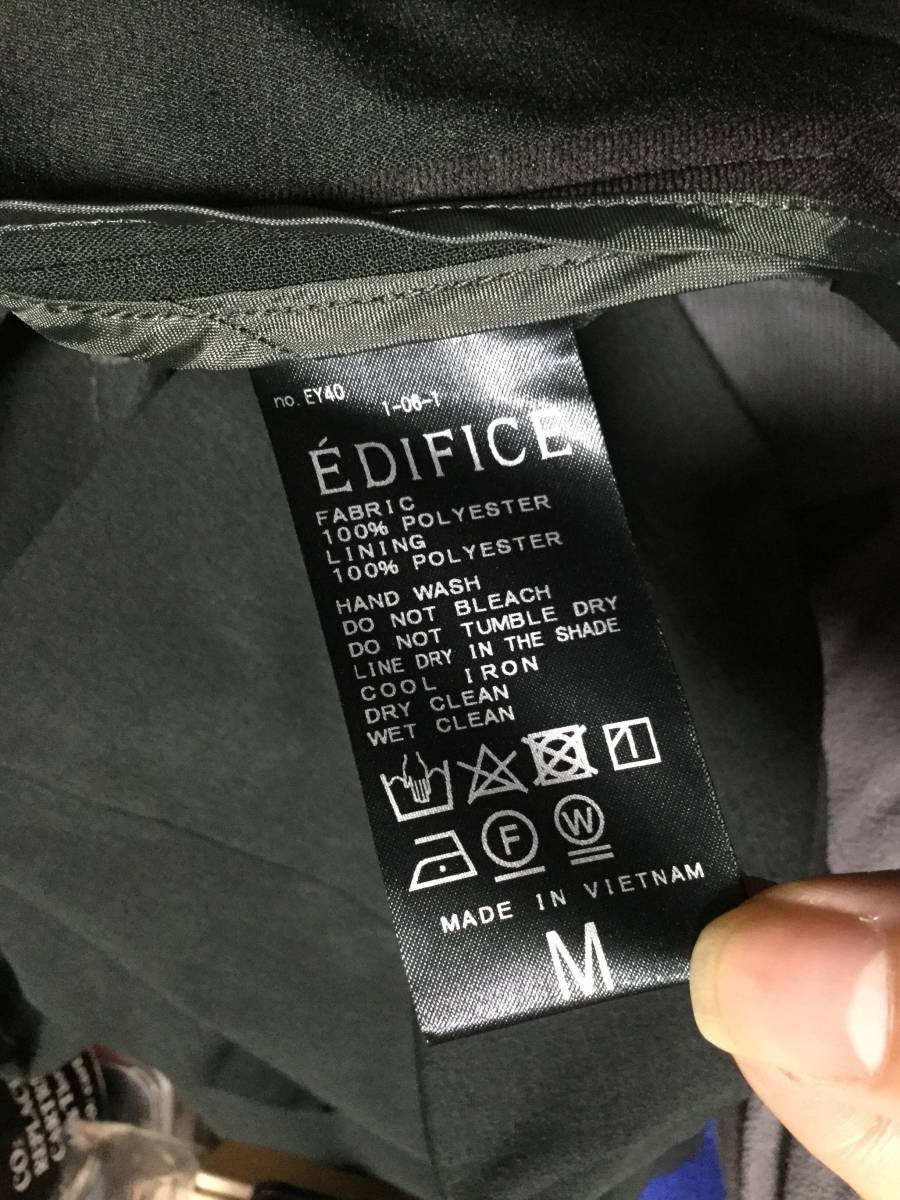 no. EY40
1-06-1
ÉDIFICE
FABRIC
100% POLYESTER
LINING
100% POLYESTER
HAND WASH
DO NOT BLEACH
DO NOT TUMBLE DRY
LINE DRY IN THE SHADE
COOL IRON
DRY CLEAN
WET CLEAN
F W
MADE IN VIETNAM
M